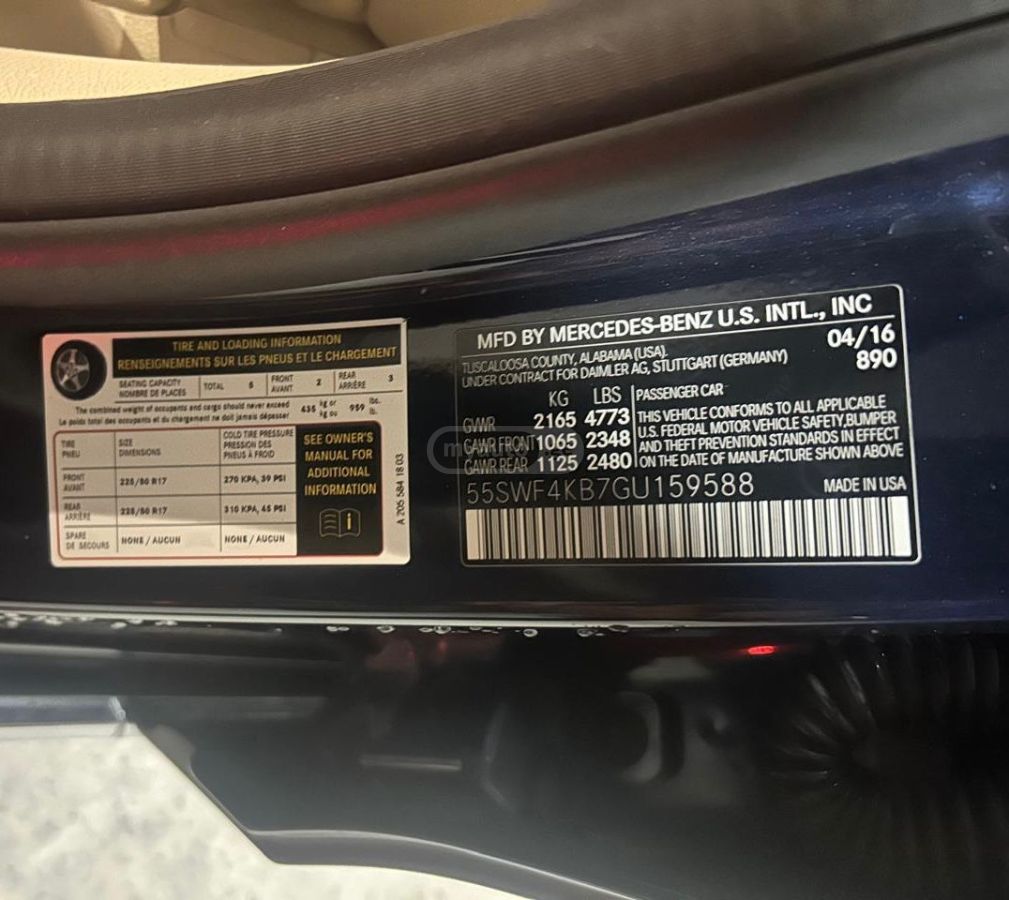 TIRE AND LOADING INFORMATION
RENSEIGNEMENTS SUR LES PNEUS ET LE CHARGEMENT
SEATING CAPACITY
NOMBRE DE PLACES
TOTAL 5
FRONT
AVANT
2
REAR
ARRIÈRE
3
The combined weight of occupants and cargo should never exceed
Le poids total des occupants et du chargement ne doit jamais dépasser
435 kg or
kg ou
959 lbs.
lb.
TIRE
PNEU
SIZE
DIMENSIONS
COLD TIRE PRESSURE
PRESSION DES
PNEUS À FROID
FRONT
AVANT
225/50 R17
270 KPA, 39 PSI
REAR
ARRIÈRE
225/50 R17
310 KPA, 45 PSI
SPARE
DE SECOURS
NONE / AUCUN
NONE / AUCUN
SEE OWNER'S
MANUAL FOR
ADDITIONAL
INFORMATION
A 205 584 18 03
MFD BY MERCEDES-BENZ U.S. INTL., INC
TUSCALOOSA COUNTY, ALABAMA (USA).
UNDER CONTRACT FOR DAIMLER AG, STUTTGART (GERMANY)
04/16
890
KG LBS
GWR 2165 4773
GAWR FRONT 1065 2348
GAWR REAR 1125 2480
PASSENGER CAR
THIS VEHICLE CONFORMS TO ALL APPLICABLE
U.S. FEDERAL MOTOR VEHICLE SAFETY, BUMPER
AND THEFT PREVENTION STANDARDS IN EFFECT
ON THE DATE OF MANUFACTURE SHOWN ABOVE
55SWF4KB7GU159588
MADE IN USA